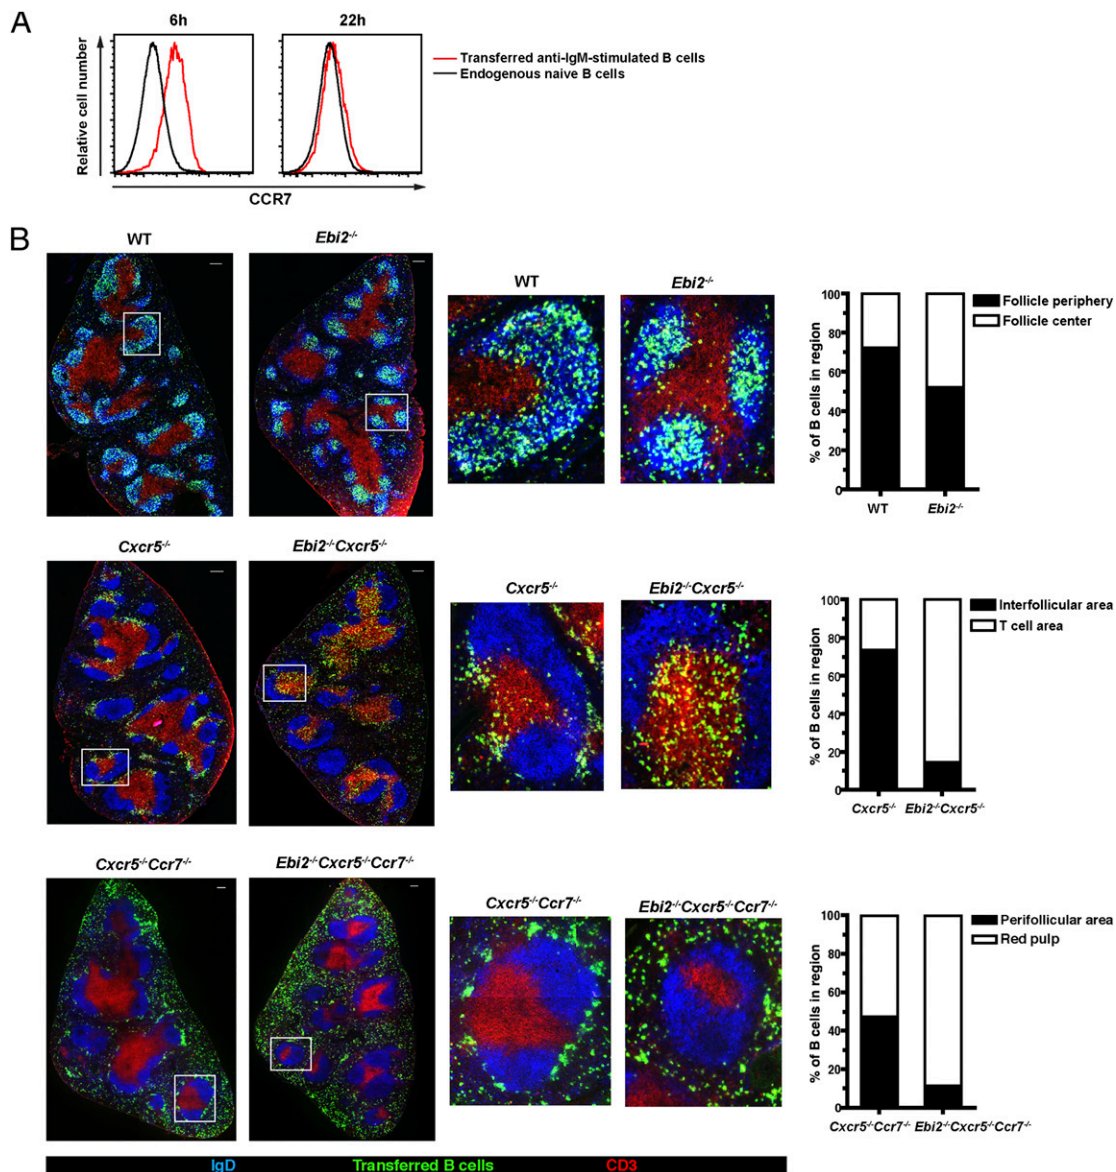 A
6h
22h
Relative cell number
CCR7
Transferred anti-IgM-stimulated B cells
Endogenous naive B cells
B
WT
Ebi2-/-
WT
Ebi2-/-
% of B cells in region
100
80
60
40
20
0
WT
Ebi2-/-
Follicle periphery
Follicle center
Cxcr5-/-
Ebi2-/-Cxcr5-/-
Cxcr5-/-
Ebi2-/-Cxcr5-/-
% of B cells in region
100
80
60
40
20
0
Cxcr5-/-
Ebi2-/-Cxcr5-/-
Interfollicular area
T cell area
Cxcr5-/-Ccr7-/-
Ebi2-/-Cxcr5-/-Ccr7-/-
Cxcr5-/-Ccr7-/-
Ebi2-/-Cxcr5-/-Ccr7-/-
% of B cells in region
100
80
60
40
20
0
Cxcr5-/-Ccr7-/-
Ebi2-/-Cxcr5-/-Ccr7-/-
Perifollicular area
Red pulp
IgD
Transferred B cells
CD3